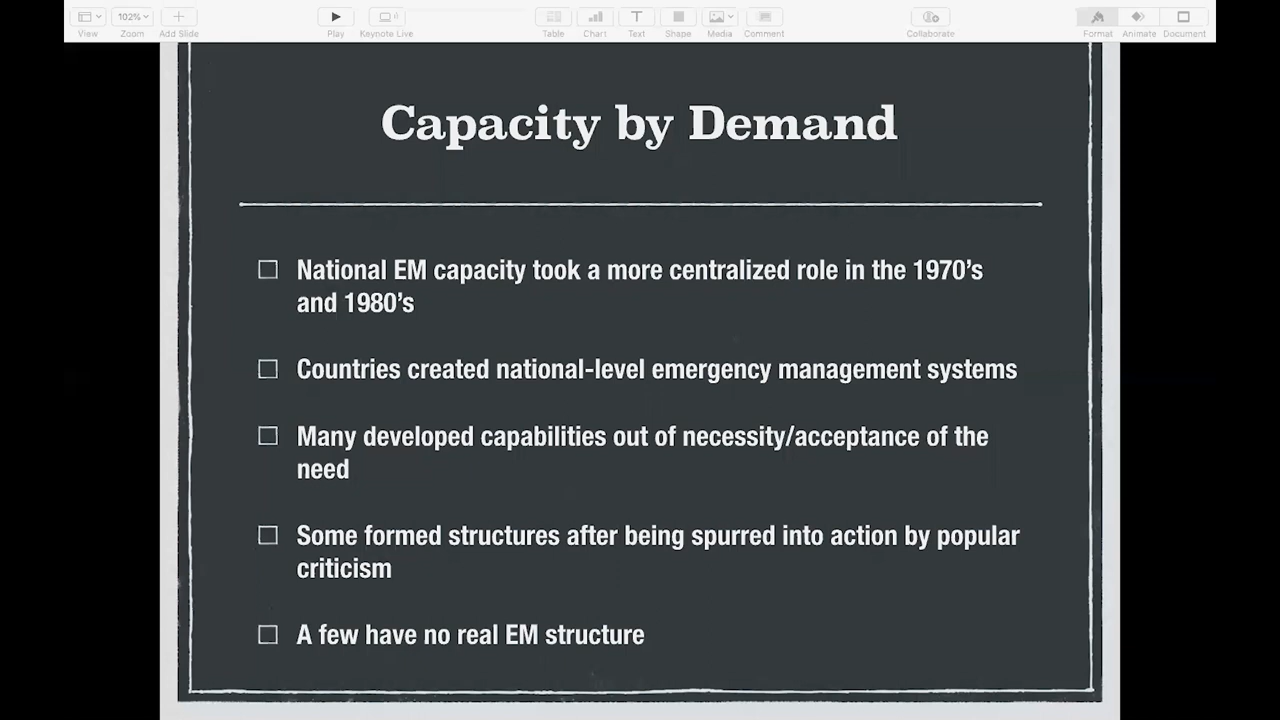 102%
View
Zoom
Add Slide
Play
Keynote Live
Table
Chart
Text
Shape
Media
Comment
Collaborate
Format
Animate
Document
Capacity by Demand
National EM capacity took a more centralized role in the 1970’s
and 1980’s
Countries created national-level emergency management systems
Many developed capabilities out of necessity/acceptance of the
need
Some formed structures after being spurred into action by popular
criticism
A few have no real EM structure